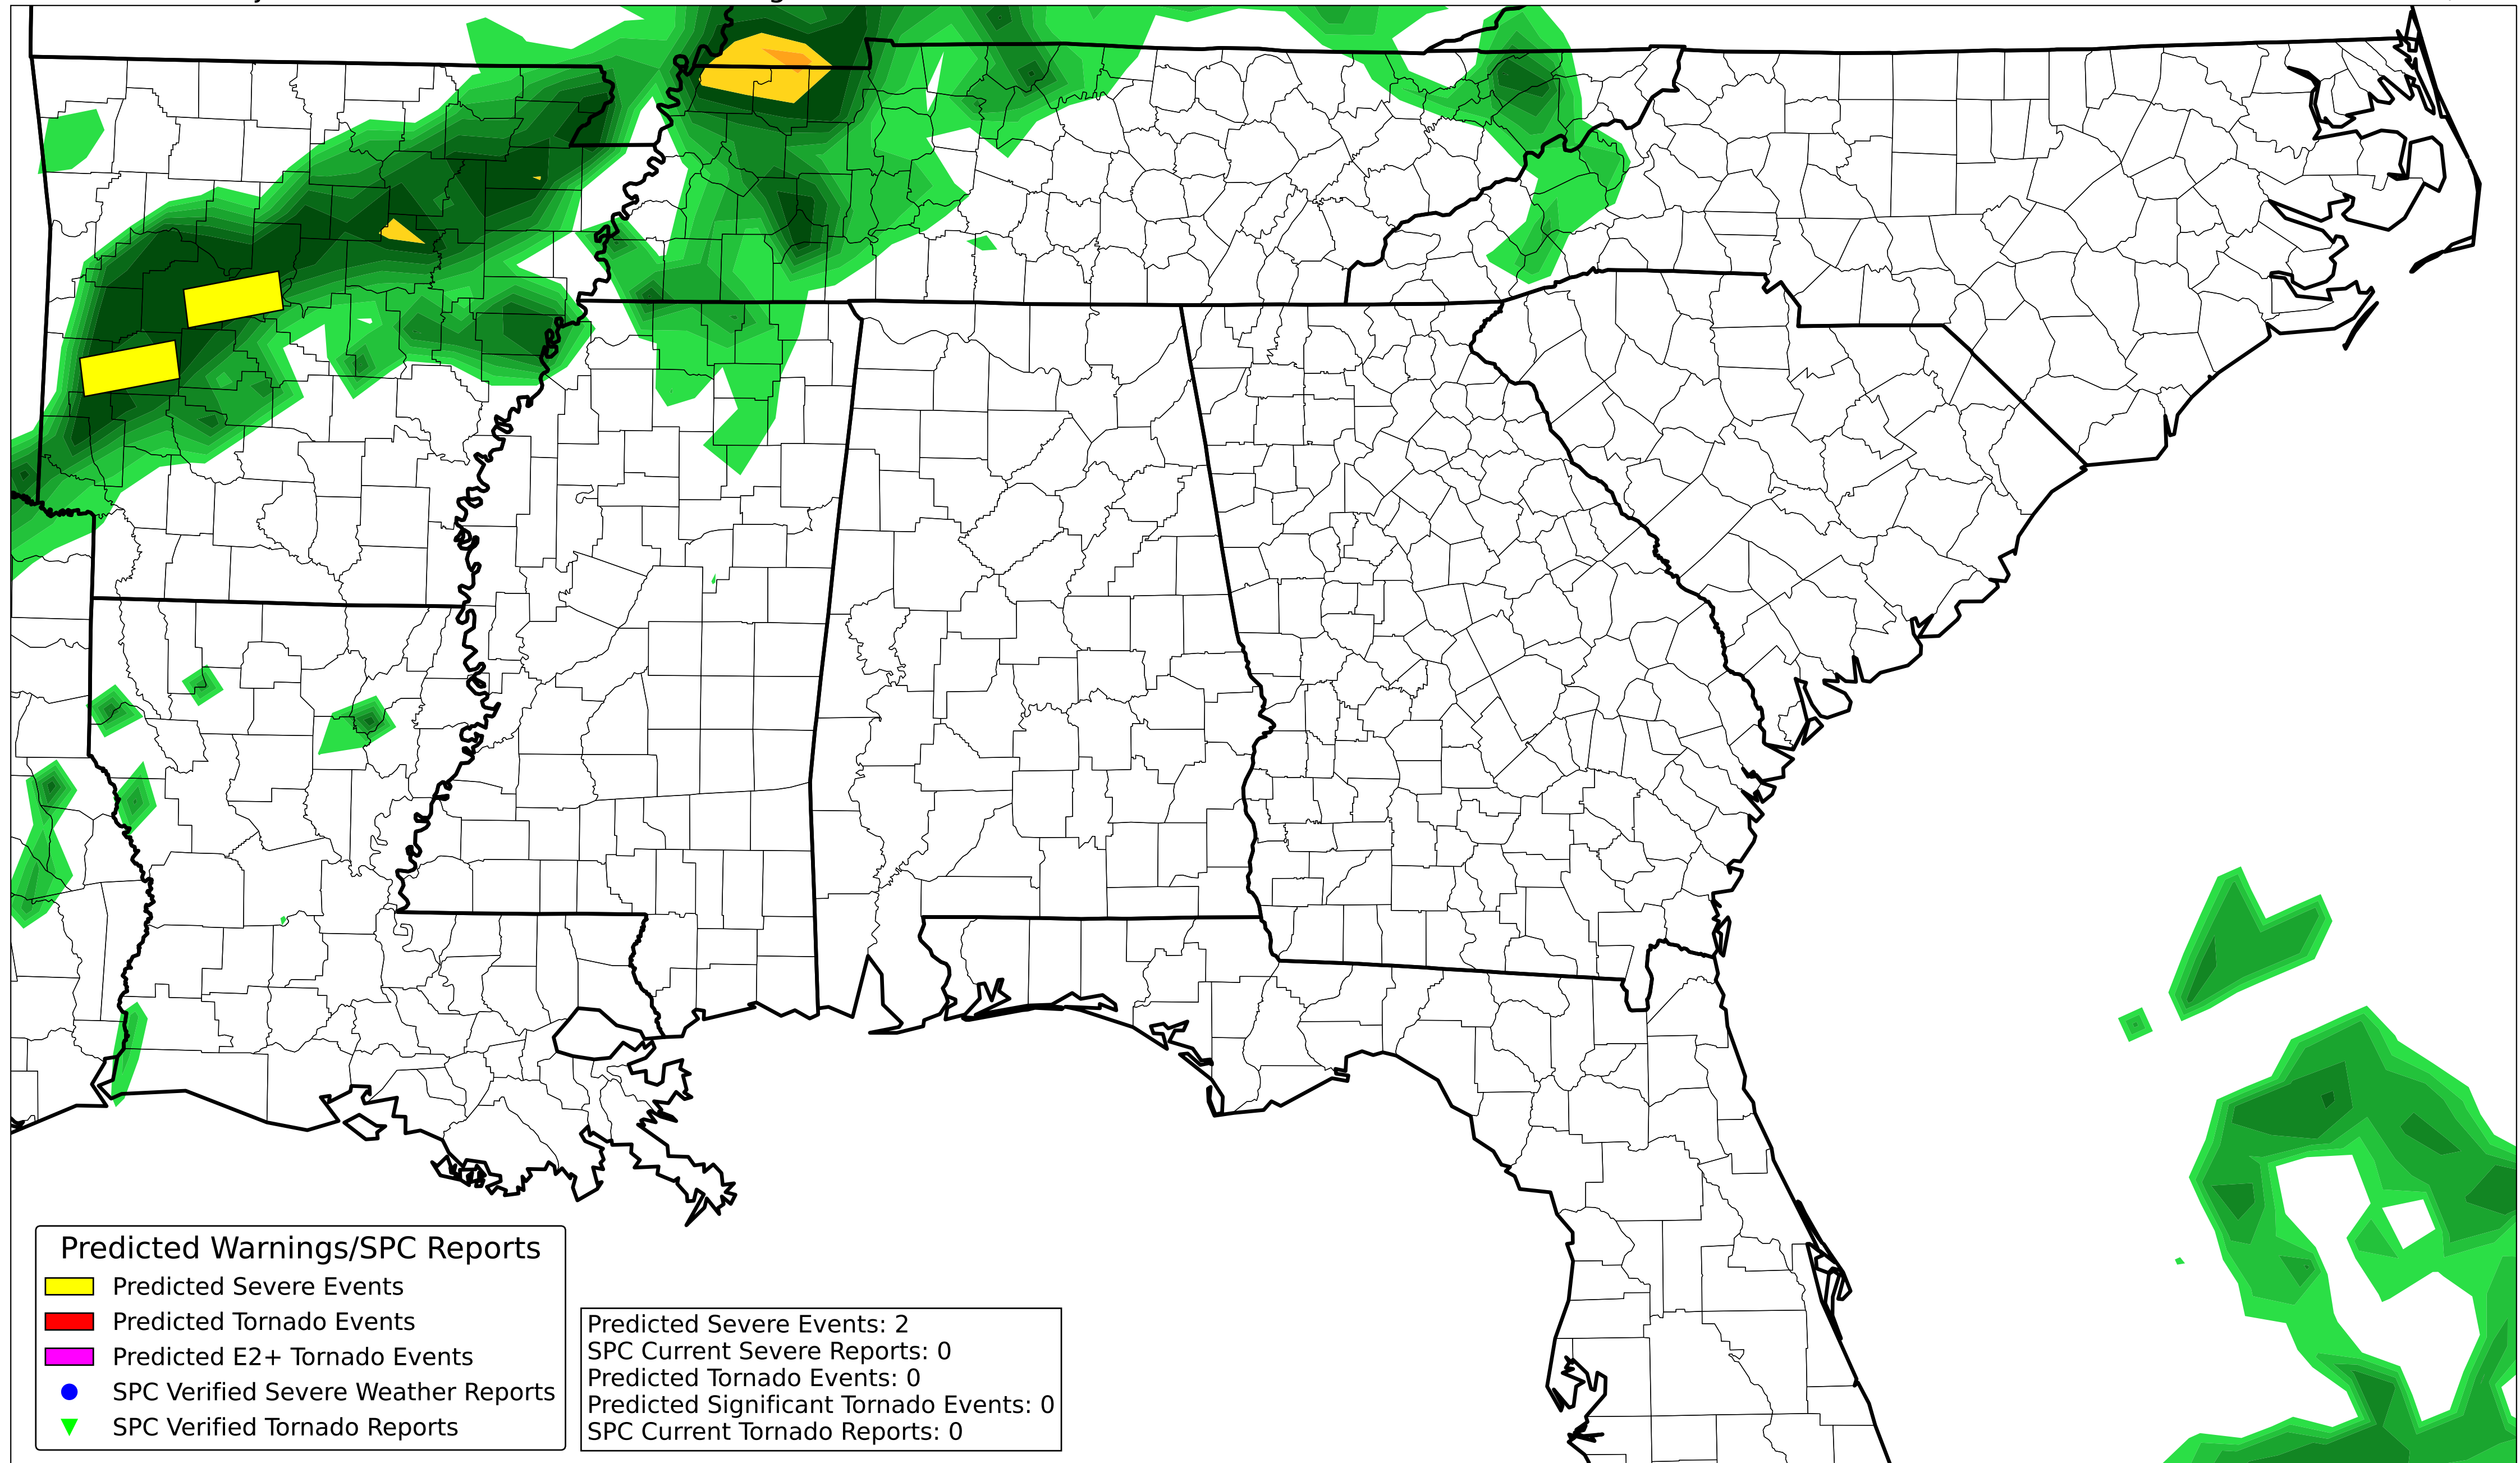 Predicted Warnings/SPC Reports
Predicted Severe Events
Predicted Tornado Events
Predicted E2+ Tornado Events
SPC Verified Severe Weather Reports
SPC Verified Tornado Reports
Predicted Severe Events: 2
SPC Current Severe Reports: 0
Predicted Tornado Events: 0
Predicted Significant Tornado Events: 0
SPC Current Tornado Reports: 0